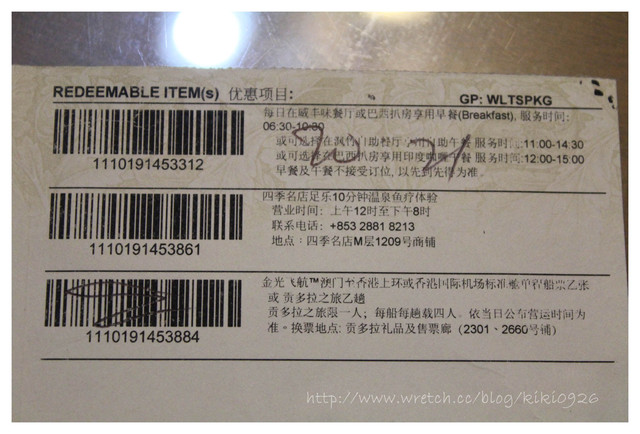 REDEEMABLE ITEM(s) 优惠项目:
GP: WLTSPKG
每日在威丰味餐厅或巴西扒房享用早餐(Breakfast), 服务时间:
06:30-10:30
或可选择在 自助餐厅 自助午餐 服务时间:11:00-14:30
或可选择在巴西扒房享用印度咖喱午餐 服务时间:12:00-15:00
早餐及午餐不接受订位, 以先到先得为准.
1110191453312
四季名店足乐10分钟温泉鱼疗体验
营业时间: 上午12时至下午8时
联系电话: +853 2881 8213
地点: 四季名店M层1209号商铺
1110191453861
金光飞航™澳门至香港上环或香港国际机场标准舱单程船票乙张
或 贡多拉之旅乙趟
贡多拉之旅限一人; 每船每趟载四人. 依当日公布营运时间为
准。换票地点: 贡多拉礼品及售票廊 (2301、2660号铺)
1110191453884
http://www.wretch.cc/blog/kiki0926